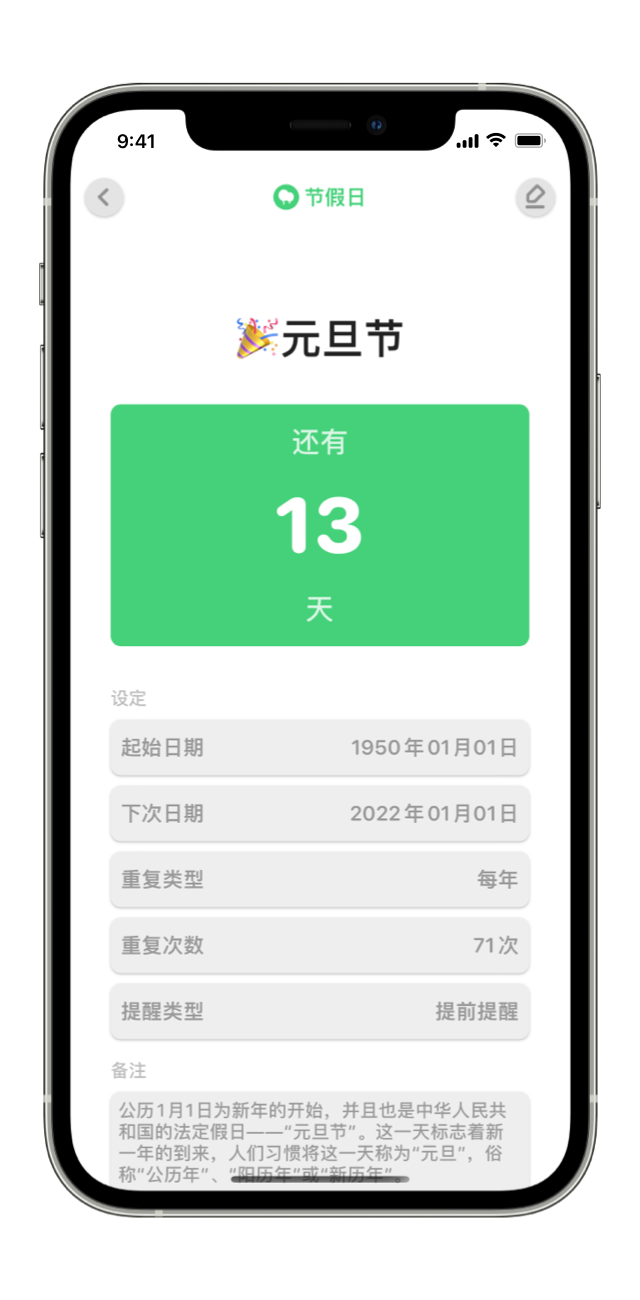 9:41
节假日
🎉元旦节
还有
13
天
设定
起始日期 1950年01月01日
下次日期 2022年01月01日
重复类型 每年
重复次数 71次
提醒类型 提前提醒
备注
公历1月1日为新年的开始，并且也是中华人民共
和国的法定假日——“元旦节”。这一天标志着新
一年的到来，人们习惯将这一天称为“元旦”，俗
称“公历年”、“阳历年”或“新历年”。